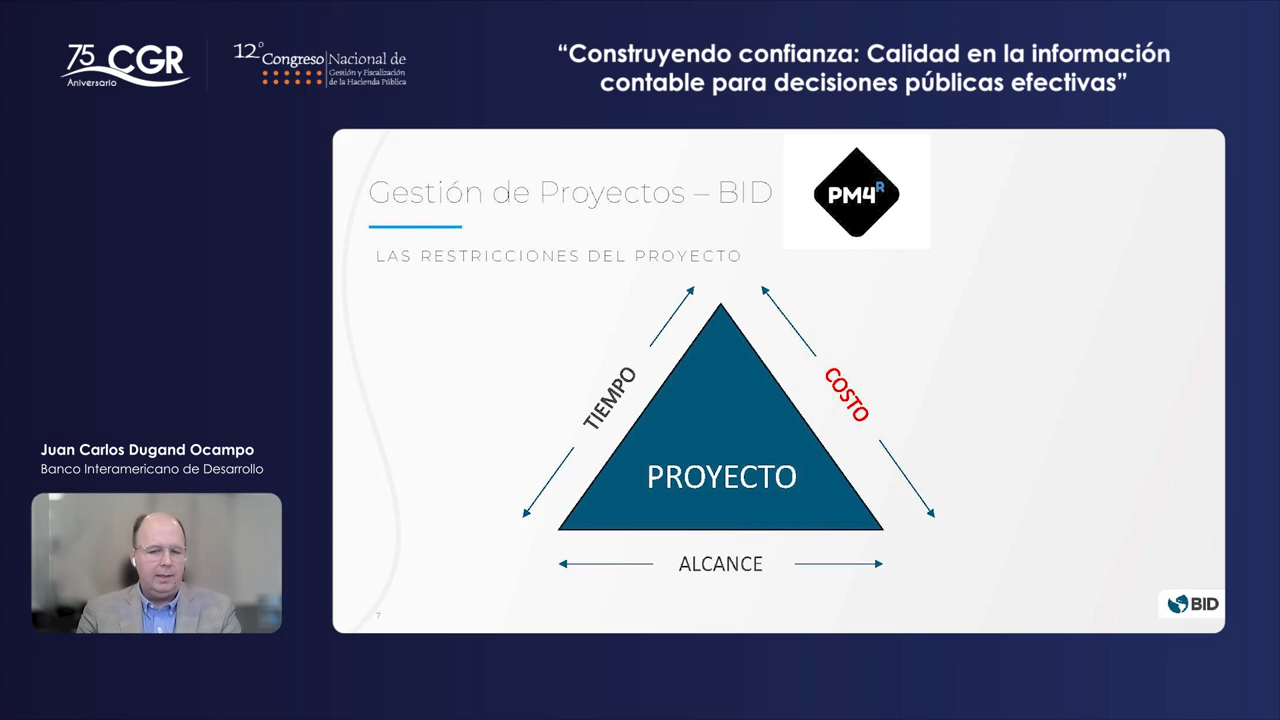 75 CGR
Aniversario
12° Congreso Nacional de
Gestión y Fiscalización
de la Hacienda Pública
“Construyendo confianza: Calidad en la información
contable para decisiones públicas efectivas”
Gestión de Proyectos – BID
PM4R
LAS RESTRICCIONES DEL PROYECTO
TIEMPO
COSTO
PROYECTO
ALCANCE
7
BID
Juan Carlos Dugand Ocampo
Banco Interamericano de Desarrollo